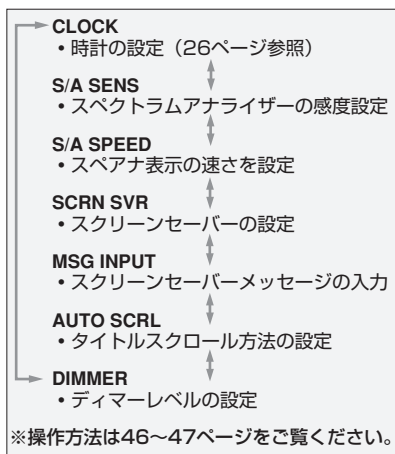 CLOCK
・時計の設定（26ページ参照）
S/A SENS
・スペクトラムアナライザーの感度設定
S/A SPEED
・スペアナ表示の速さを設定
SCRN SVR
・スクリーンセーバーの設定
MSG INPUT
・スクリーンセーバーメッセージの入力
AUTO SCRL
・タイトルスクロール方法の設定
DIMMER
・ディマーレベルの設定
※操作方法は46〜47ページをご覧ください。